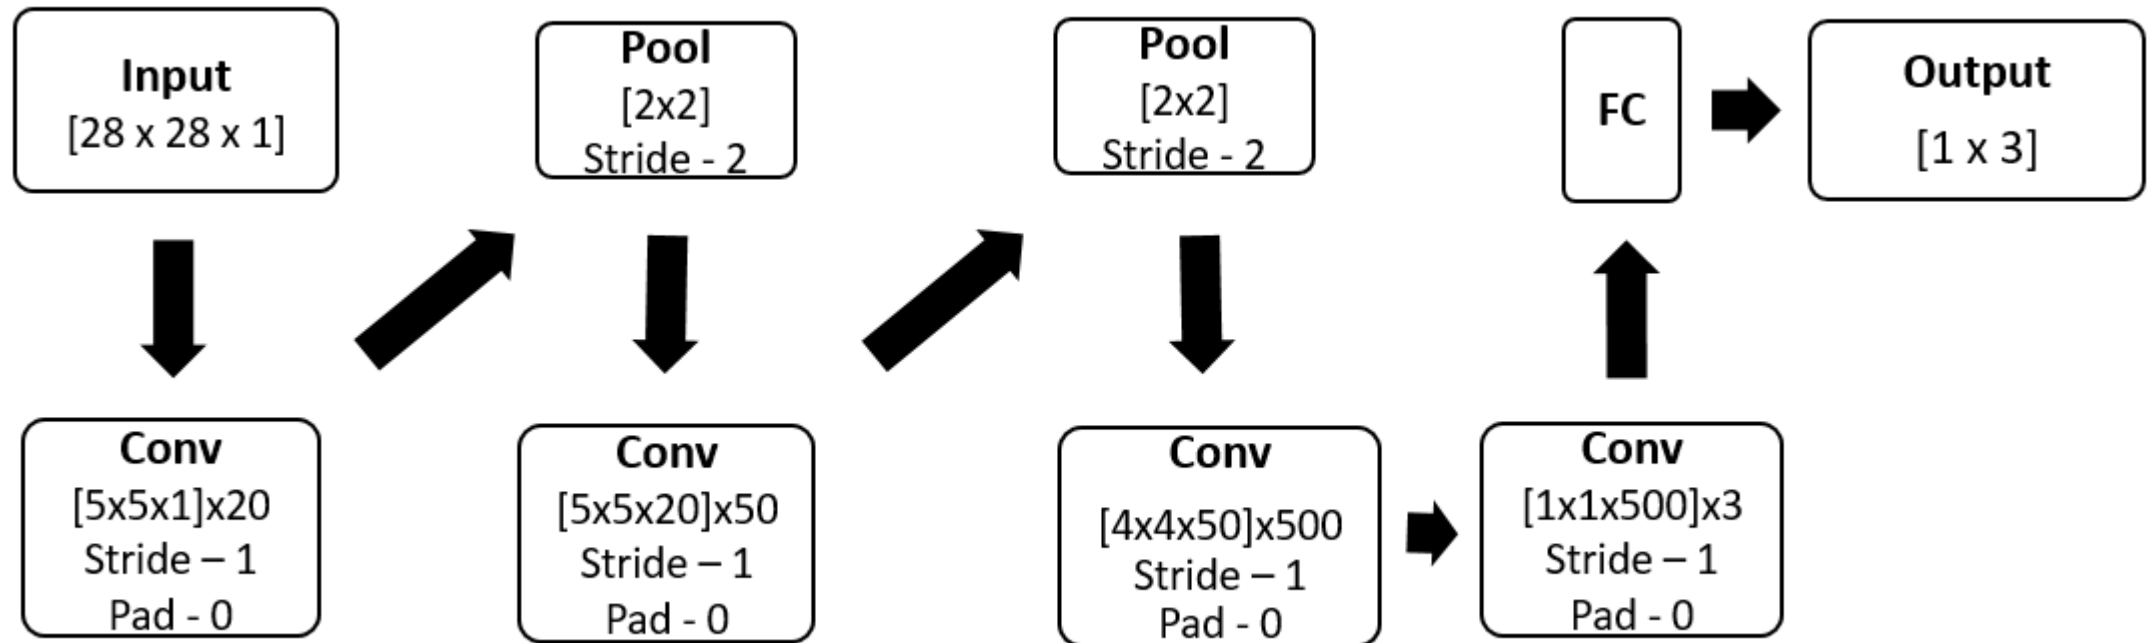 Input
[28 x 28 x 1]
Conv
[5x5x1]x20
Stride – 1
Pad - 0
Pool
[2x2]
Stride - 2
Conv
[5x5x20]x50
Stride – 1
Pad - 0
Pool
[2x2]
Stride - 2
Conv
[4x4x50]x500
Stride – 1
Pad - 0
Conv
[1x1x500]x3
Stride – 1
Pad - 0
FC
Output
[1 x 3]